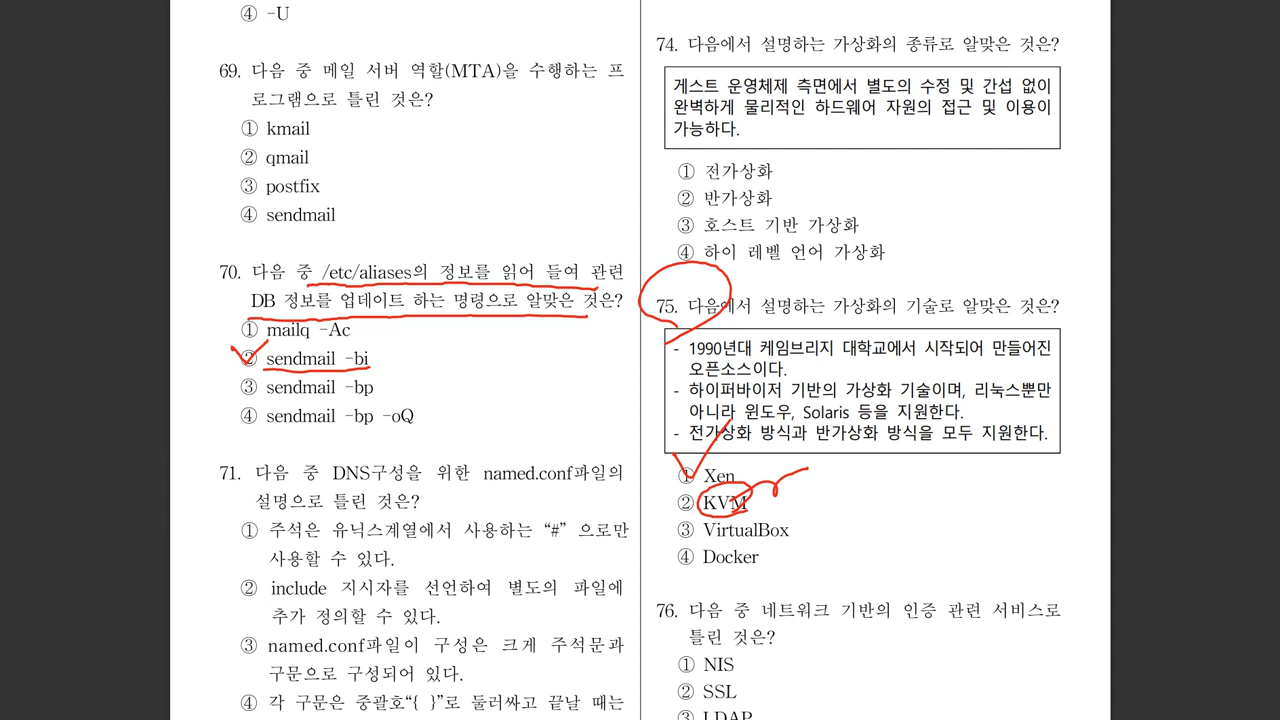 ④ -U
69. 다음 중 메일 서버 역할(MTA)을 수행하는 프
로그램으로 틀린 것은?
① kmail
② qmail
③ postfix
④ sendmail
70. 다음 중 /etc/aliases의 정보를 읽어 들여 관련
DB 정보를 업데이트 하는 명령으로 알맞은 것은?
① mailq -Ac
② sendmail -bi
③ sendmail -bp
④ sendmail -bp -oQ
71. 다음 중 DNS구성을 위한 named.conf파일의
설명으로 틀린 것은?
① 주석은 유닉스계열에서 사용하는 “#” 으로만
사용할 수 있다.
② include 지시자를 선언하여 별도의 파일에
추가 정의할 수 있다.
③ named.conf파일이 구성은 크게 주석문과
구문으로 구성되어 있다.
④ 각 구문은 중괄호“{ }”로 둘러싸고 끝날 때는
74. 다음에서 설명하는 가상화의 종류로 알맞은 것은?
게스트 운영체제 측면에서 별도의 수정 및 간섭 없이
완벽하게 물리적인 하드웨어 자원의 접근 및 이용이
가능하다.
① 전가상화
② 반가상화
③ 호스트 기반 가상화
④ 하이 레벨 언어 가상화
75. 다음에서 설명하는 가상화의 기술로 알맞은 것은?
- 1990년대 케임브리지 대학교에서 시작되어 만들어진
오픈소스이다.
- 하이퍼바이저 기반의 가상화 기술이며, 리눅스뿐만
아니라 윈도우, Solaris 등을 지원한다.
- 전가상화 방식과 반가상화 방식을 모두 지원한다.
① Xen
② KVM
③ VirtualBox
④ Docker
76. 다음 중 네트워크 기반의 인증 관련 서비스로
틀린 것은?
① NIS
② SSL
③ LDAP